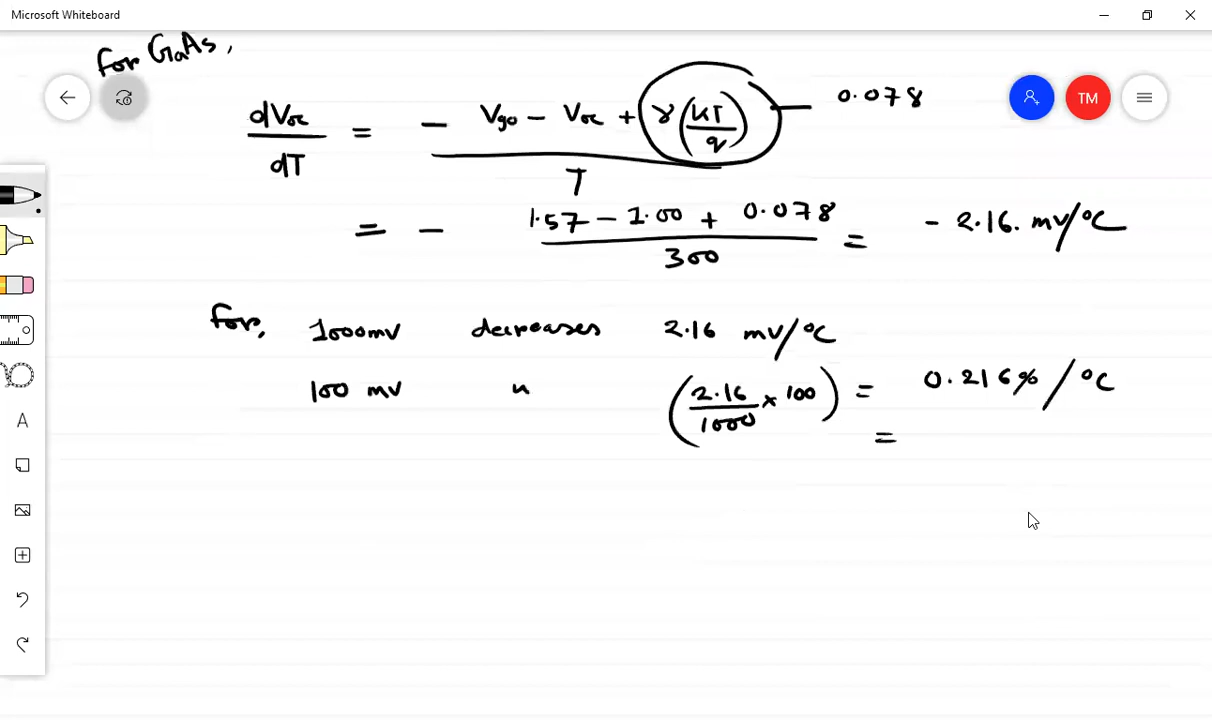 Microsoft Whiteboard
for GaAs,
dVoc/dT = - (Vgo - Voc + γ(kT/q))/T — 0.078
TM
= - (1.57 - 1.00 + 0.078)/300 = - 2.16. mv/°C
for, 1000mv decreases 2.16 mv/°C
100 mv " (2.16/1000 × 100) = 0.216% /°C
=
A